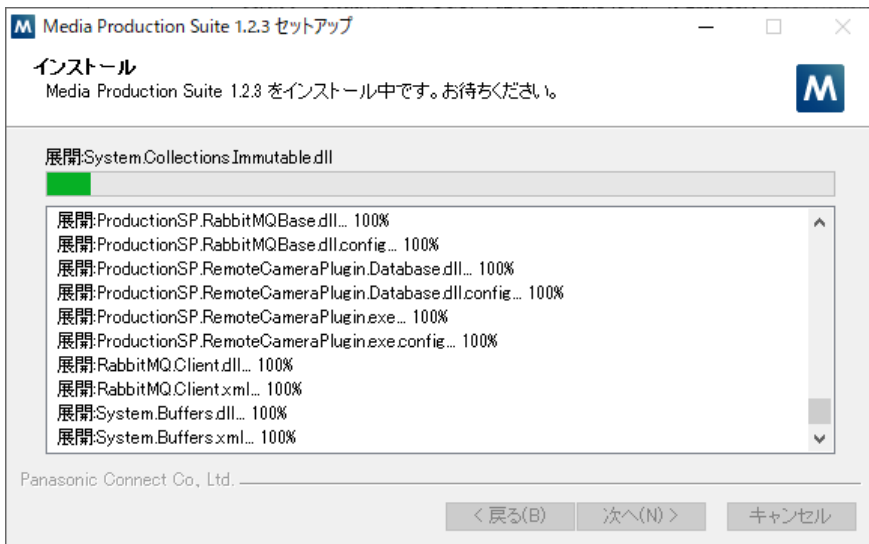 M Media Production Suite 1.2.3 セットアップ
インストール
Media Production Suite 1.2.3 をインストール中です。お待ちください。
M
展開:System.Collections.Immutable.dll
展開:ProductionSP.RabbitMQBase.dll... 100%
展開:ProductionSP.RabbitMQBase.dll.config... 100%
展開:ProductionSP.RemoteCameraPlugin.Database.dll... 100%
展開:ProductionSP.RemoteCameraPlugin.Database.dll.config... 100%
展開:ProductionSP.RemoteCameraPlugin.exe... 100%
展開:ProductionSP.RemoteCameraPlugin.exe.config... 100%
展開:RabbitMQ.Client.dll... 100%
展開:RabbitMQ.Client.xml... 100%
展開:System.Buffers.dll... 100%
展開:System.Buffers.xml... 100%
Panasonic Connect Co., Ltd.
< 戻る(B) 次へ(N) > キャンセル